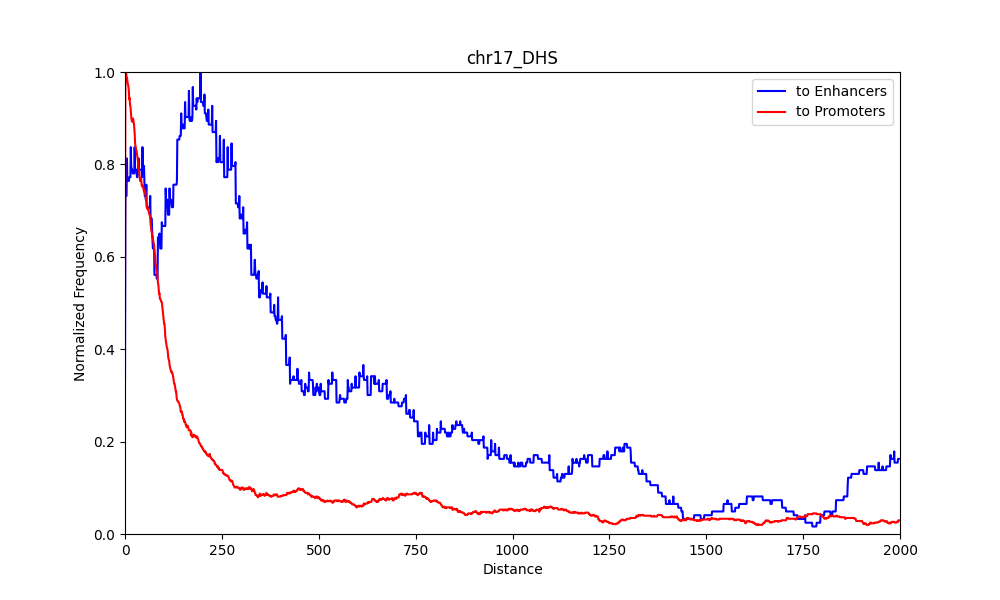 chr17_DHS
to Enhancers
to Promoters
Normalized Frequency
1.0
0.8
0.6
0.4
0.2
0.0
0 250 500 750 1000 1250 1500 1750 2000
Distance